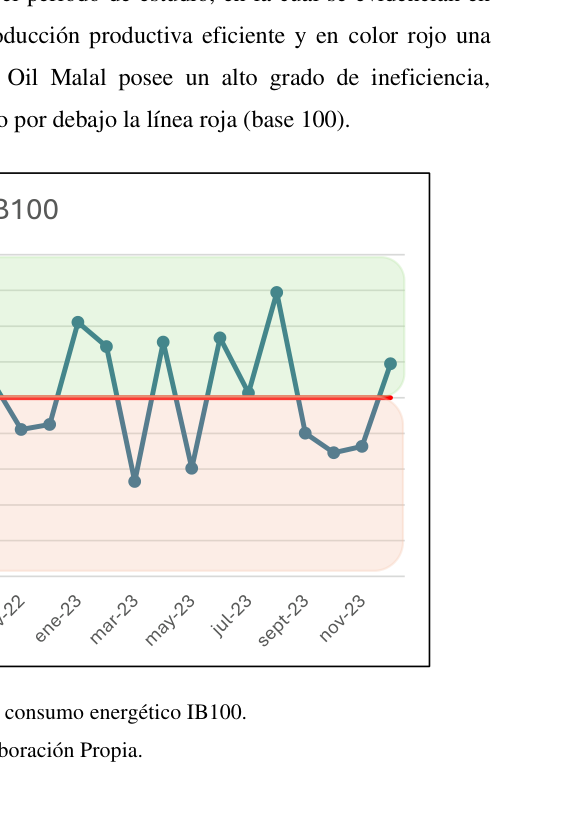 oducción productiva eficiente y en color rojo una
Oil Malal posee un alto grado de ineficiencia,
o por debajo la línea roja (base 100).
B100
v-22
ene-23
mar-23
may-23
jul-23
sept-23
nov-23
consumo energético IB100.
boración Propia.